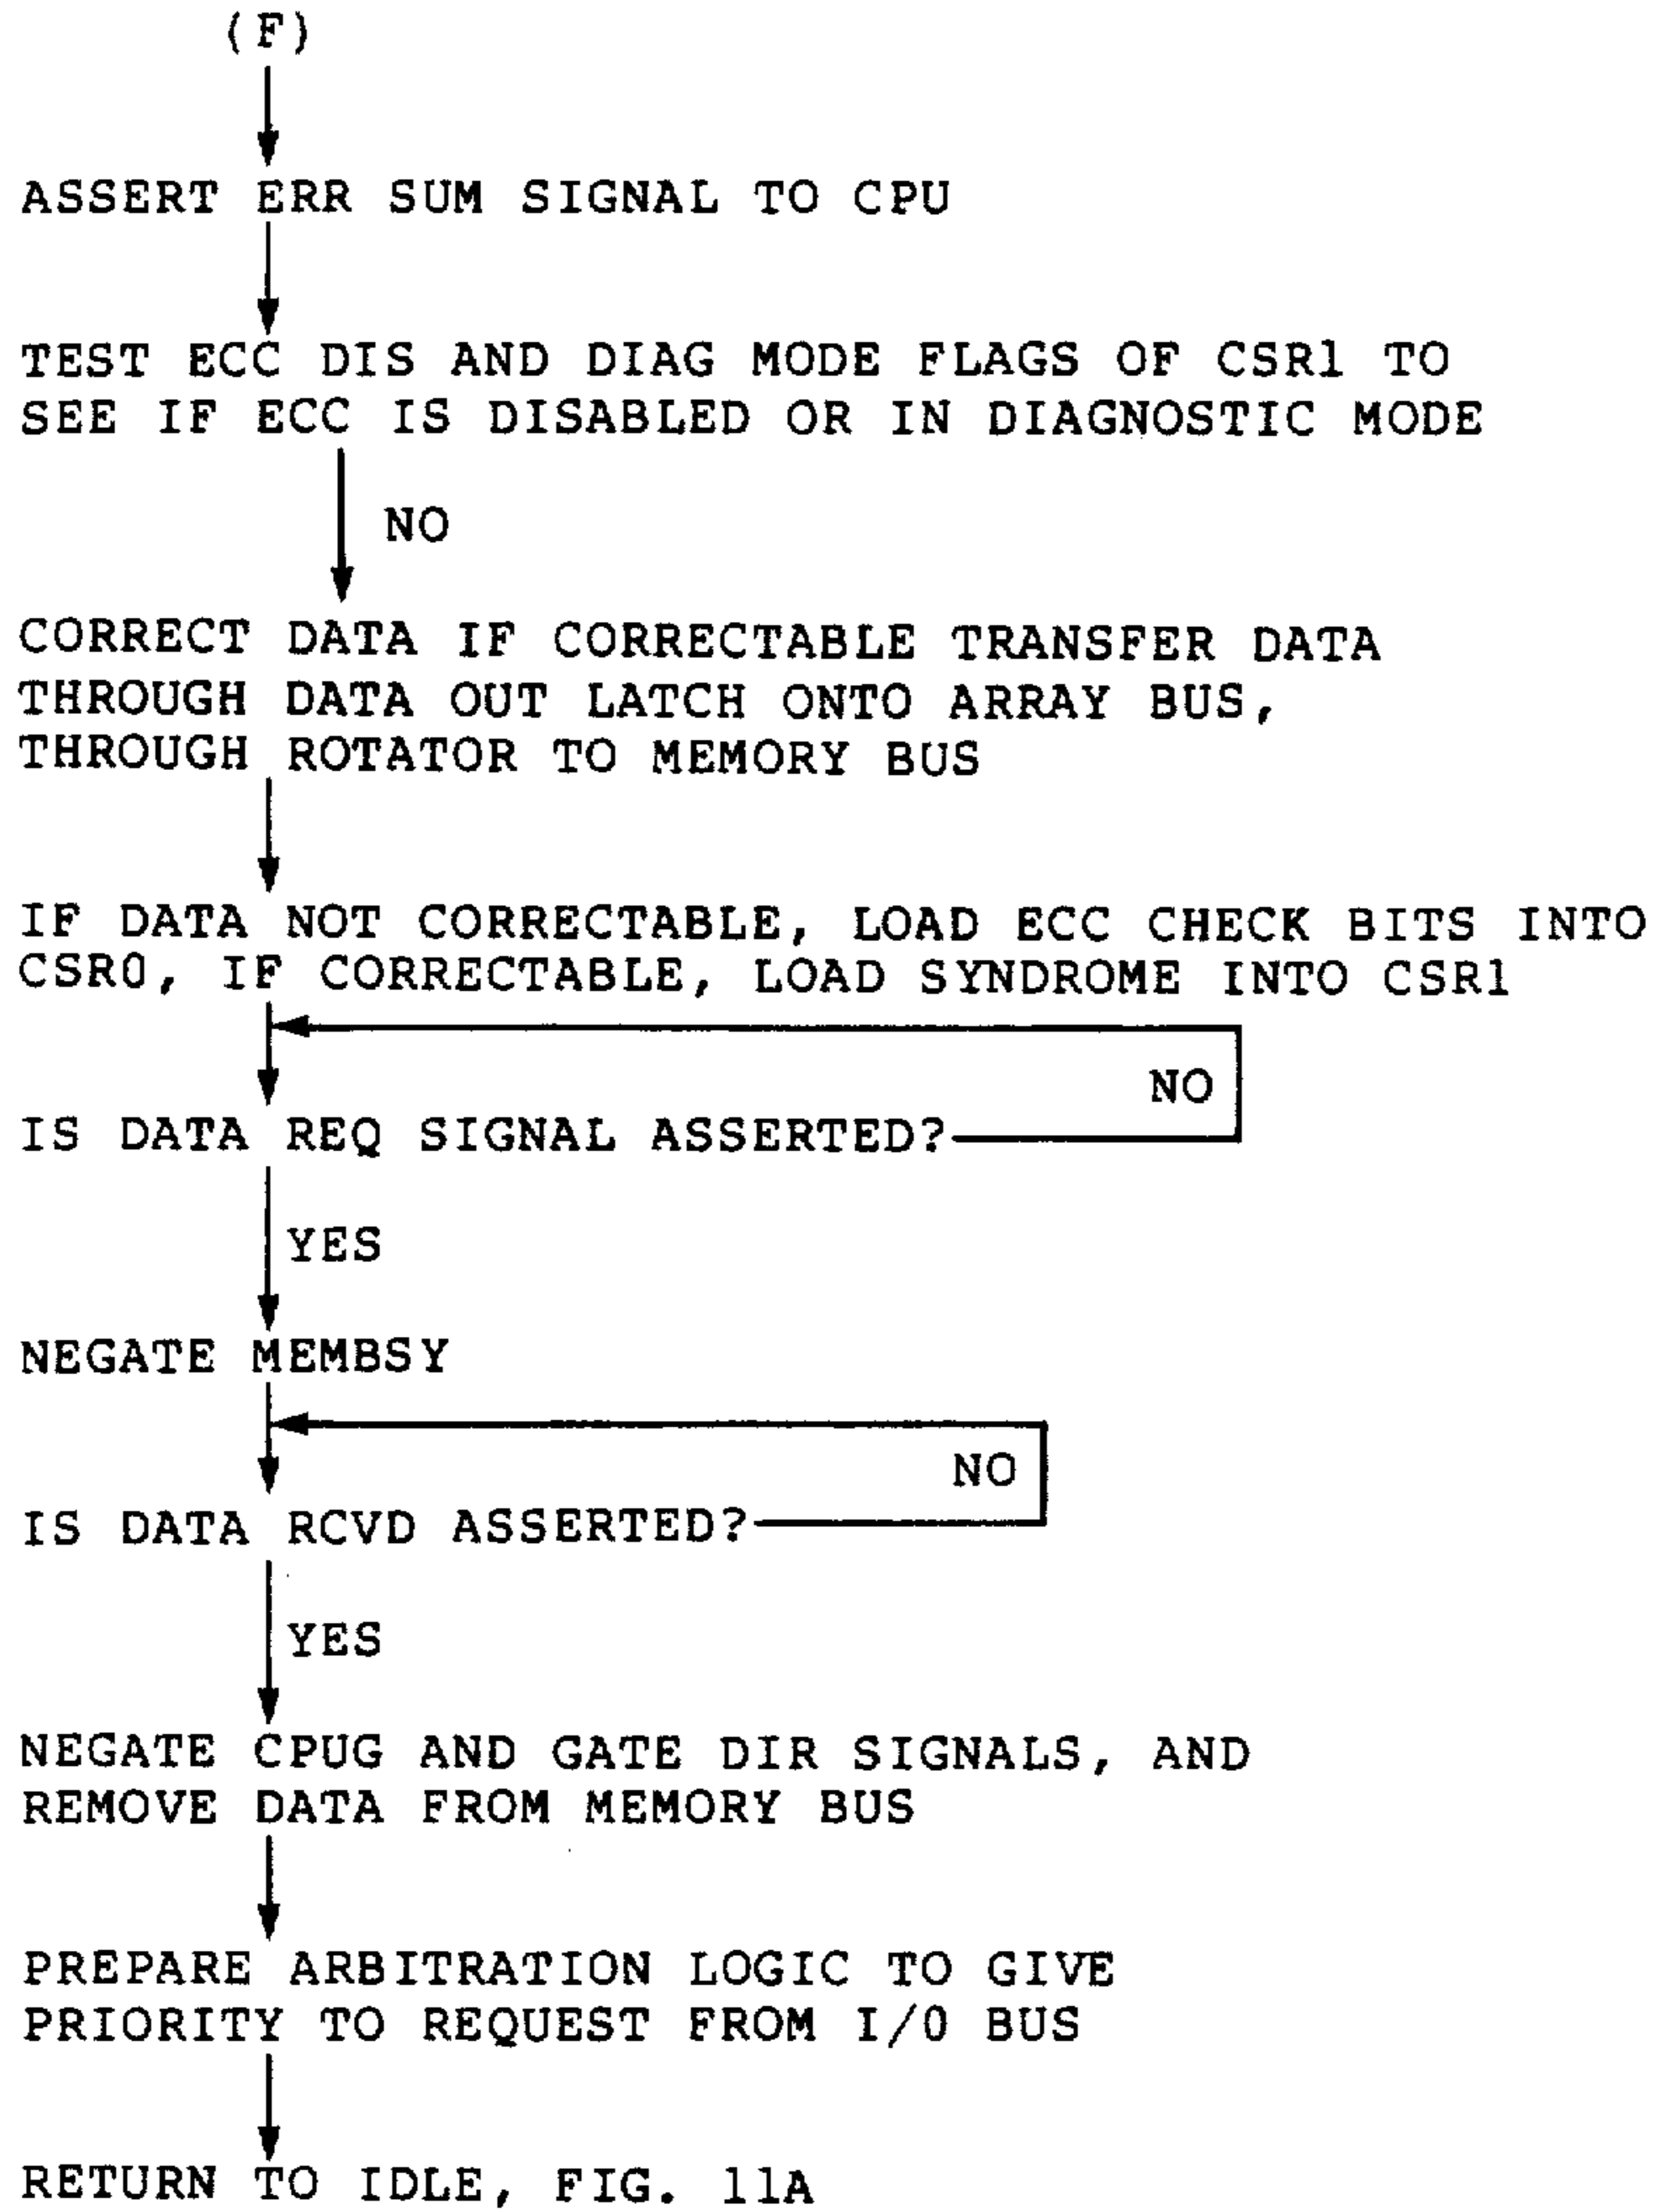 (F)
ASSERT ERR SUM SIGNAL TO CPU
TEST ECC DIS AND DIAG MODE FLAGS OF CSR1 TO
SEE IF ECC IS DISABLED OR IN DIAGNOSTIC MODE
NO
CORRECT DATA IF CORRECTABLE TRANSFER DATA
THROUGH DATA OUT LATCH ONTO ARRAY BUS,
THROUGH ROTATOR TO MEMORY BUS
IF DATA NOT CORRECTABLE, LOAD ECC CHECK BITS INTO
CSR0, IF CORRECTABLE, LOAD SYNDROME INTO CSR1
NO
IS DATA REQ SIGNAL ASSERTED?
YES
NEGATE MEMBSY
NO
IS DATA RCVD ASSERTED?
YES
NEGATE CPUG AND GATE DIR SIGNALS, AND
REMOVE DATA FROM MEMORY BUS
PREPARE ARBITRATION LOGIC TO GIVE
PRIORITY TO REQUEST FROM I/O BUS
RETURN TO IDLE, FIG. 11A